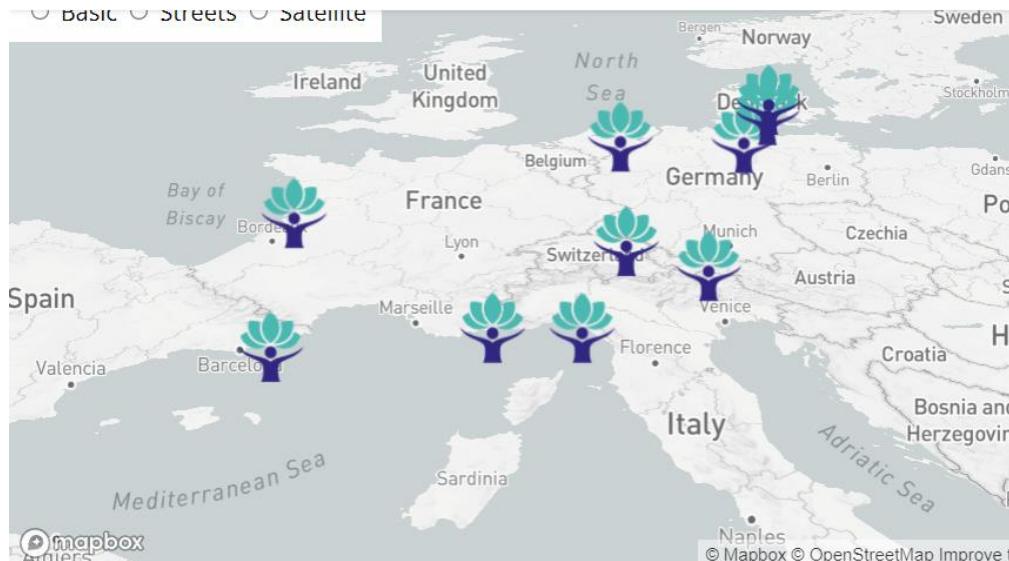 Basic Streets Satellite
Bergen
Sweden
Norway
North
Sea
United
Kingdom
Ireland
Stockholm
Belgium
Germany
Berlin
Gdans
Bay of
Biscay
France
Po
Lyon
Munich
Czechia
Switzerland
Austria
Spain
Marseille
Venice
Florence
Croatia
H
Valencia
Barcelona
Bosnia and
Herzegovin
Italy
Adriatic Sea
Sardinia
Mediterranean Sea
Naples
mapbox
Algiers
© Mapbox © OpenStreetMap Improve t